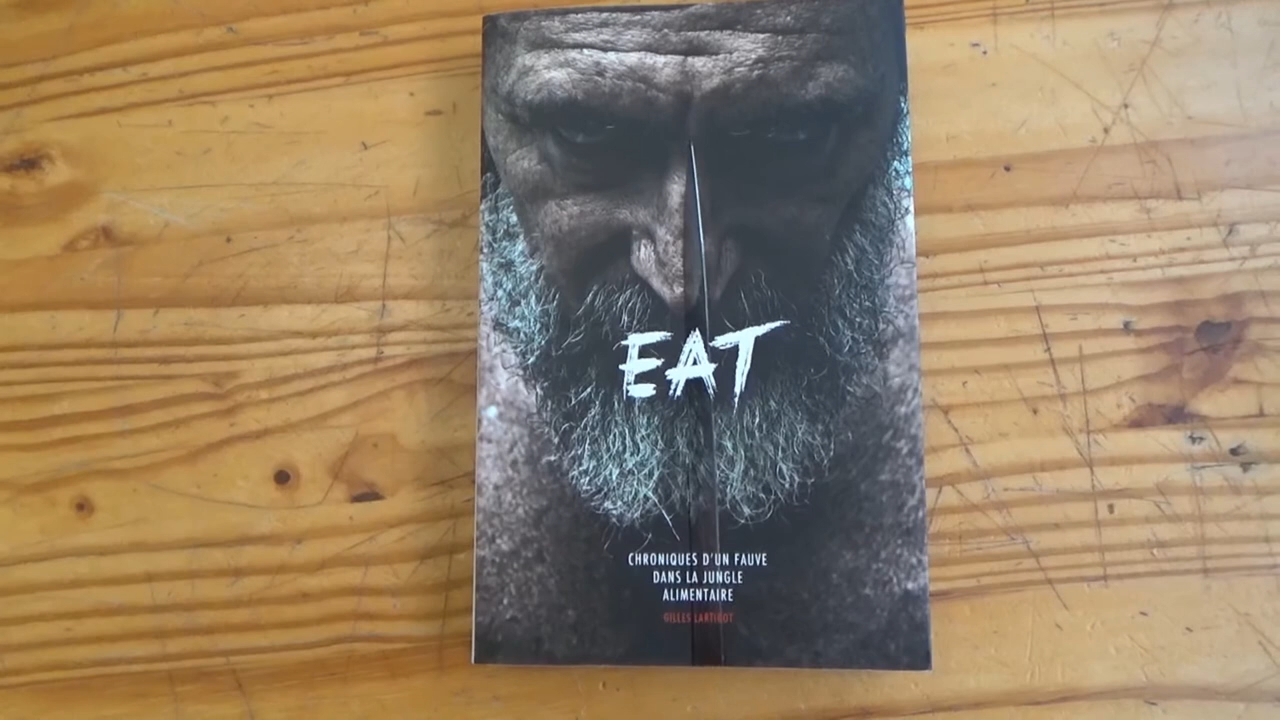 EAT
CHRONIQUES D'UN FAUVE
DANS LA JUNGLE
ALIMENTAIRE
GILLES LARTIGOT